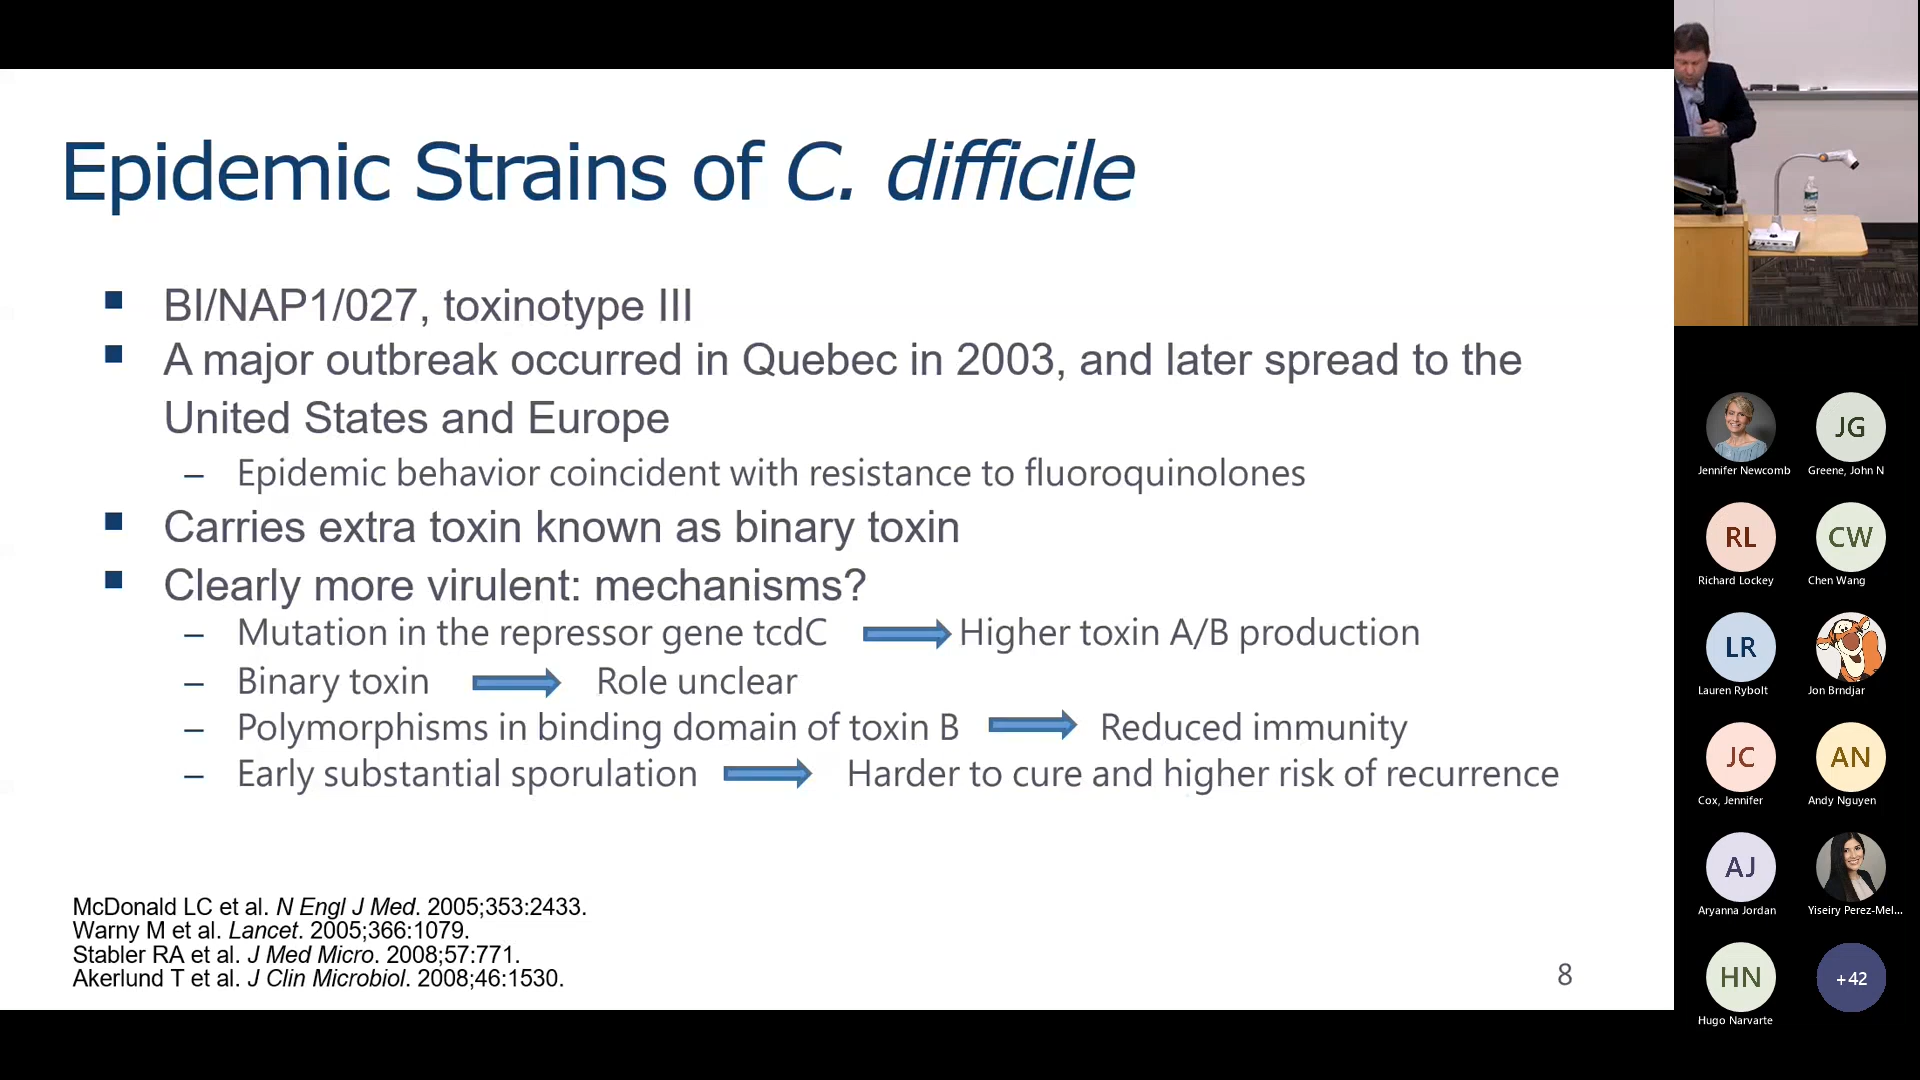 Epidemic Strains of C. difficile
BI/NAP1/027, toxinotype III
A major outbreak occurred in Quebec in 2003, and later spread to the
United States and Europe
– Epidemic behavior coincident with resistance to fluoroquinolones
Carries extra toxin known as binary toxin
Clearly more virulent: mechanisms?
– Mutation in the repressor gene tcdC Higher toxin A/B production
– Binary toxin Role unclear
– Polymorphisms in binding domain of toxin B Reduced immunity
– Early substantial sporulation Harder to cure and higher risk of recurrence
McDonald LC et al. N Engl J Med. 2005;353:2433.
Warny M et al. Lancet. 2005;366:1079.
Stabler RA et al. J Med Micro. 2008;57:771.
Akerlund T et al. J Clin Microbiol. 2008;46:1530.
8
JG
Jennifer Newcomb Greene, John N
RL CW
Richard Lockey Chen Wang
LR
Lauren Rybolt Jon Brndjar
JC AN
Cox, Jennifer Andy Nguyen
AJ
Aryanna Jordan Yiseiry Perez-Mel...
HN +42
Hugo Narvarte